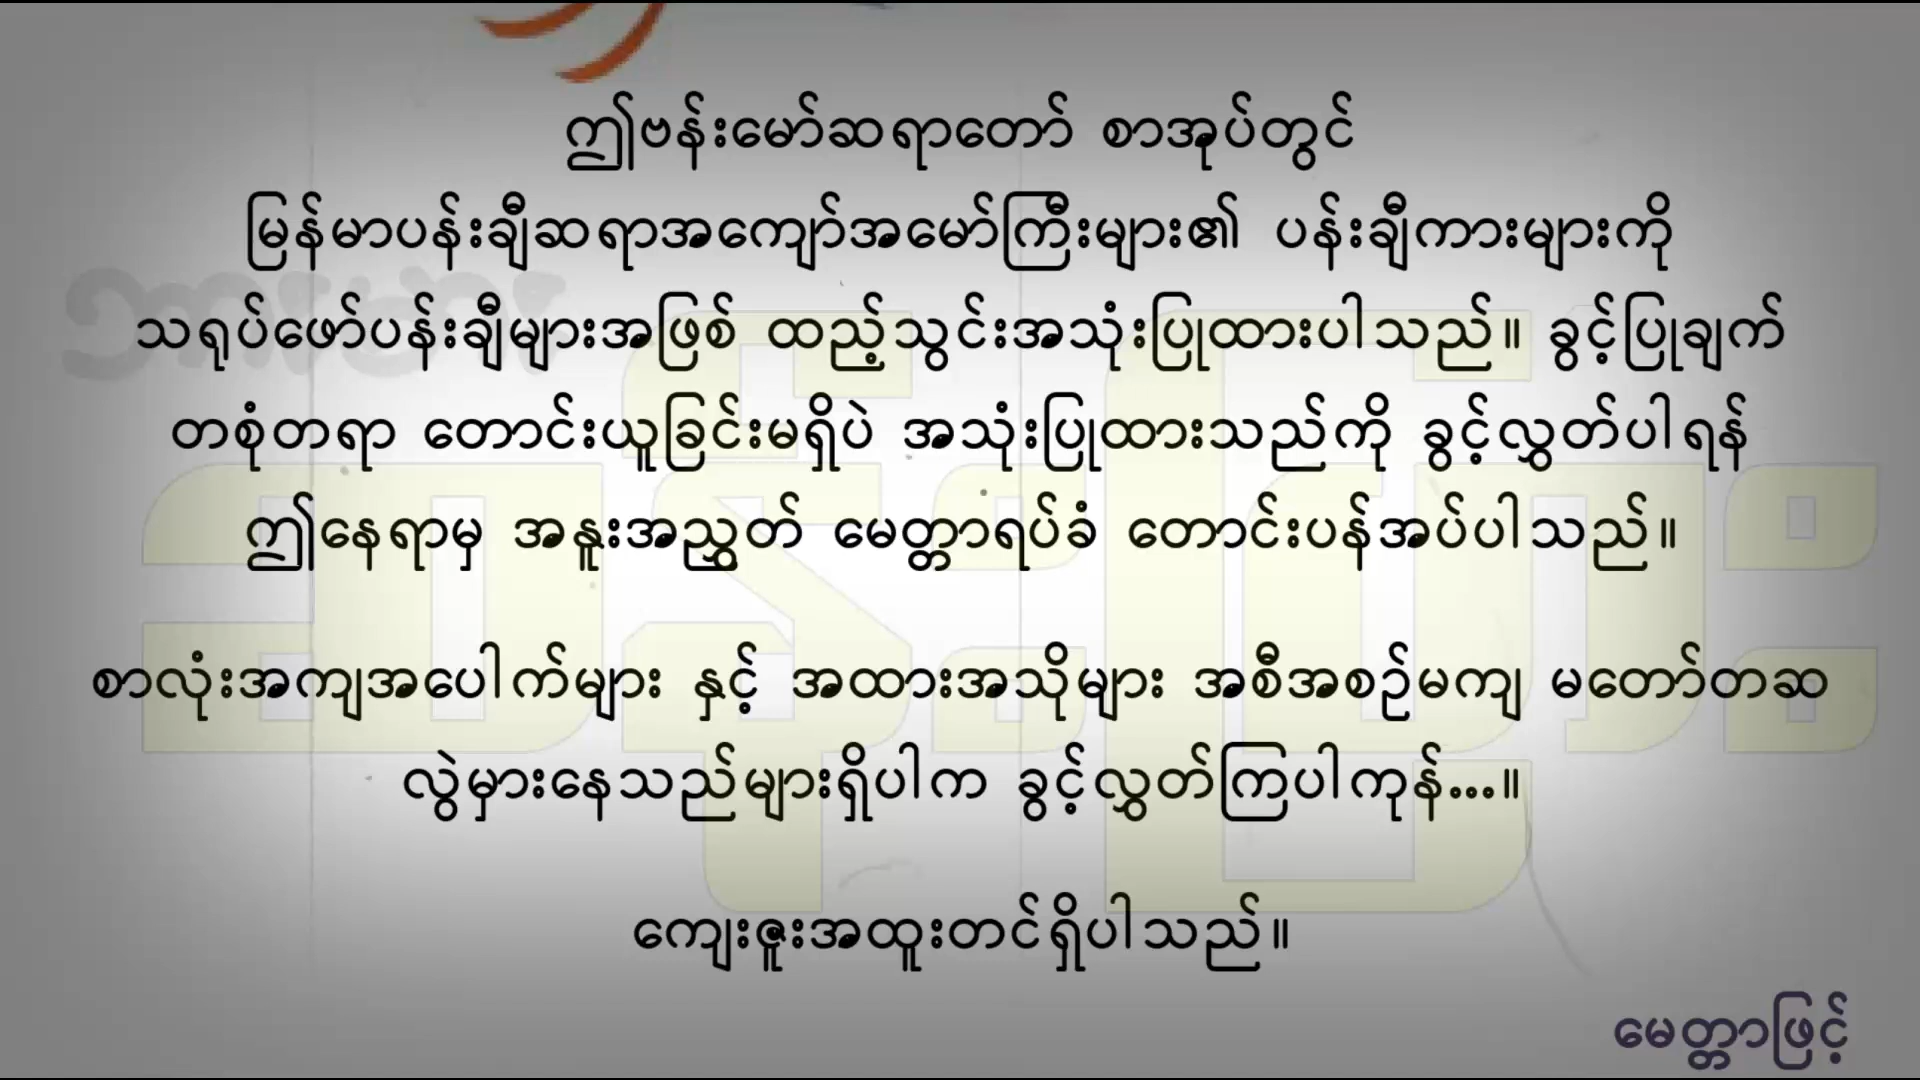 ဤဗန်းမော်ဆရာတော် စာအုပ်တွင်
မြန်မာပန်းချီဆရာအကျော်အမော်ကြီးများ၏ ပန်းချီကားများကို
သရုပ်ဖော်ပန်းချီများအဖြစ် ထည့်သွင်းအသုံးပြုထားပါသည်။ ခွင့်ပြုချက်
တစုံတရာ တောင်းယူခြင်းမရှိပဲ အသုံးပြုထားသည်ကို ခွင့်လွှတ်ပါရန်
ဤနေရာမှ အနူးအညွှတ် မေတ္တာရပ်ခံ တောင်းပန်အပ်ပါသည်။
စာလုံးအကျအပေါက်များ နှင့် အထားအသိုများ အစီအစဉ်မကျ မတော်တဆ
လွဲမှားနေသည်များရှိပါက ခွင့်လွှတ်ကြပါကုန်...။
ကျေးဇူးအထူးတင်ရှိပါသည်။
မေတ္တာဖြင့်